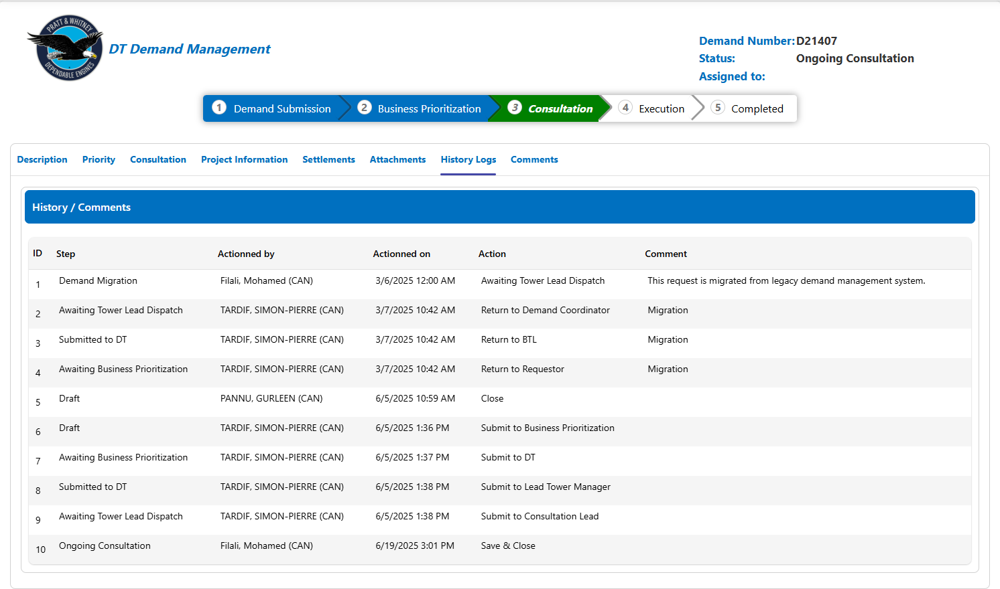 PRATT & WHITNEY
DEPENDABLE ENGINES
DT Demand Management
Demand Number: D21407
Status: Ongoing Consultation
Assigned to:
1 Demand Submission 2 Business Prioritization 3 Consultation 4 Execution 5 Completed
Description Priority Consultation Project Information Settlements Attachments History Logs Comments
History / Comments
ID Step Actionned by Actionned on Action Comment
1 Demand Migration Filali, Mohamed (CAN) 3/6/2025 12:00 AM Awaiting Tower Lead Dispatch This request is migrated from legacy demand management system.
2 Awaiting Tower Lead Dispatch TARDIF, SIMON-PIERRE (CAN) 3/7/2025 10:42 AM Return to Demand Coordinator Migration
3 Submitted to DT TARDIF, SIMON-PIERRE (CAN) 3/7/2025 10:42 AM Return to BTL Migration
4 Awaiting Business Prioritization TARDIF, SIMON-PIERRE (CAN) 3/7/2025 10:42 AM Return to Requestor Migration
5 Draft PANNU, GURLEEN (CAN) 6/5/2025 10:59 AM Close
6 Draft TARDIF, SIMON-PIERRE (CAN) 6/5/2025 1:36 PM Submit to Business Prioritization
7 Awaiting Business Prioritization TARDIF, SIMON-PIERRE (CAN) 6/5/2025 1:37 PM Submit to DT
8 Submitted to DT TARDIF, SIMON-PIERRE (CAN) 6/5/2025 1:38 PM Submit to Lead Tower Manager
9 Awaiting Tower Lead Dispatch TARDIF, SIMON-PIERRE (CAN) 6/5/2025 1:38 PM Submit to Consultation Lead
10 Ongoing Consultation Filali, Mohamed (CAN) 6/19/2025 3:01 PM Save & Close